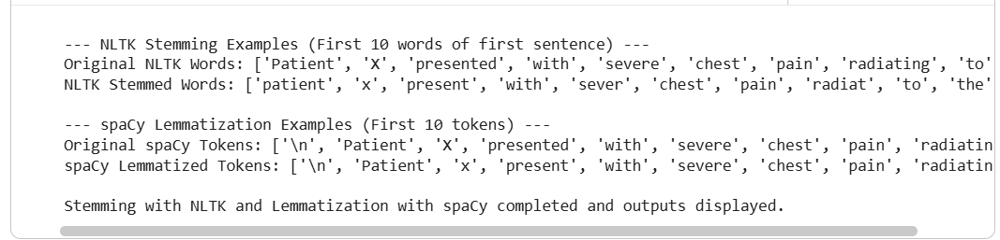 --- NLTK Stemming Examples (First 10 words of first sentence) ---
Original NLTK Words: ['Patient', 'X', 'presented', 'with', 'severe', 'chest', 'pain', 'radiating', 'to'
NLTK Stemmed Words: ['patient', 'x', 'present', 'with', 'sever', 'chest', 'pain', 'radiat', 'to', 'the'
--- spaCy Lemmatization Examples (First 10 tokens) ---
Original spaCy Tokens: ['\n', 'Patient', 'X', 'presented', 'with', 'severe', 'chest', 'pain', 'radiatin
spaCy Lemmatized Tokens: ['\n', 'Patient', 'x', 'present', 'with', 'severe', 'chest', 'pain', 'radiatin
Stemming with NLTK and Lemmatization with spaCy completed and outputs displayed.